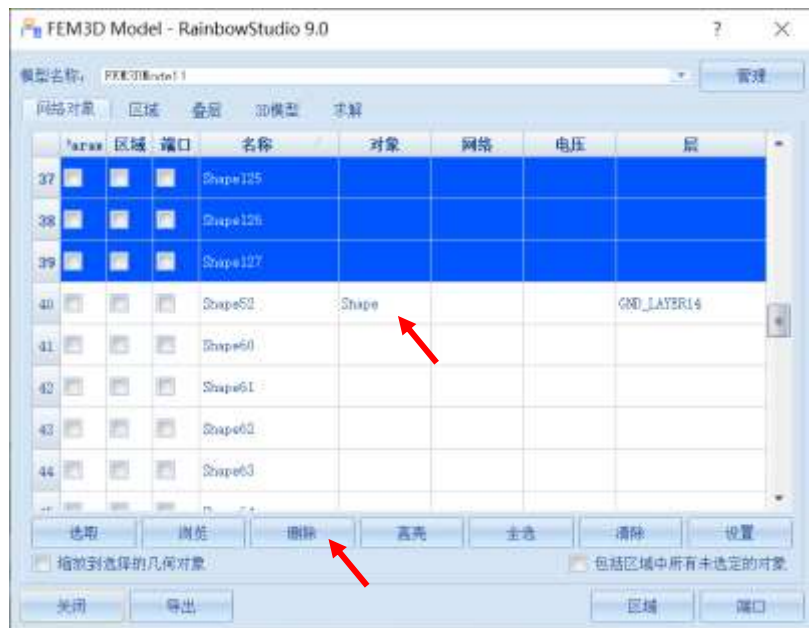 FEM3D Model - RainbowStudio 9.0 ? ×
模型名称: FEM3DModel1 管理
网络对象 区域 叠层 3D模型 求解
区域 端口 名称 对象 网络 电压 层
37 Shape125
38 Shape126
39 Shape127
40 Shape52 Shape GND_LAYER14
41 Shape60
42 Shape61
43 Shape62
44 Shape63
选取 浏览 删除 高亮 全选 清除 设置
缩放到选择的几何对象 包括区域中所有未选定的对象
关闭 导出 区域 端口